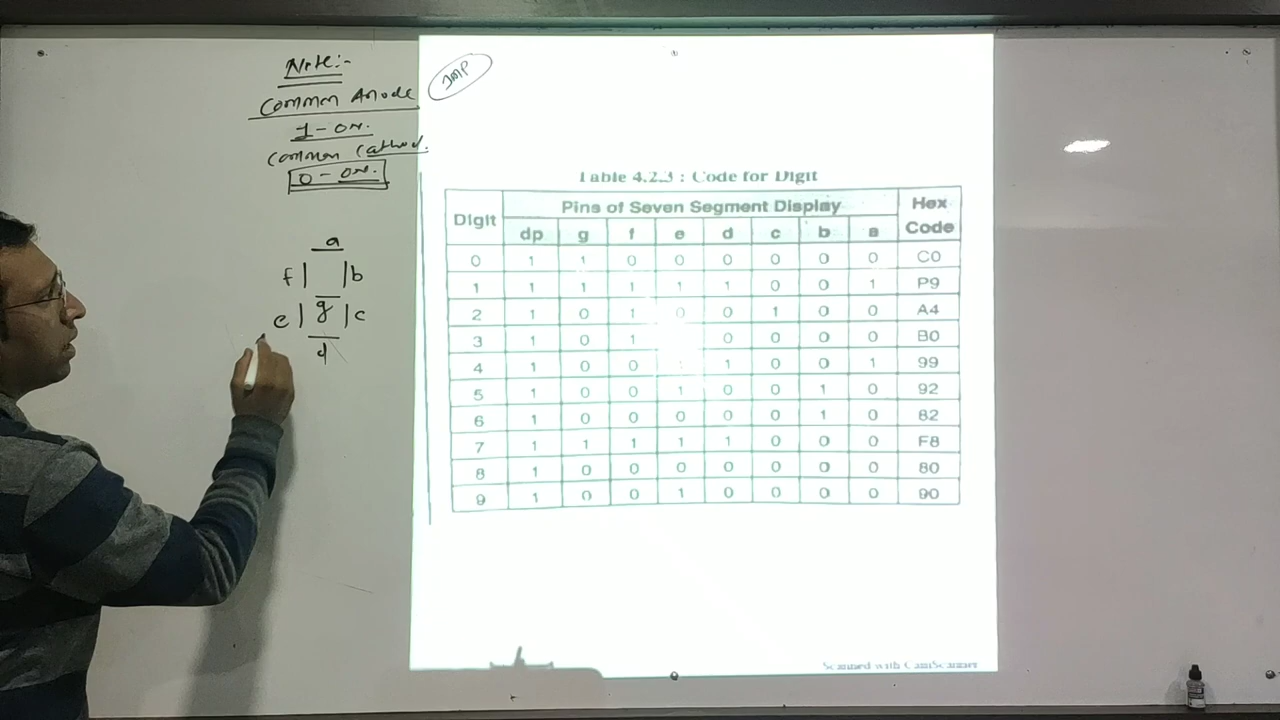 Note:-
Common Anode
1 - ON.
Common Cathod.
0 - ON.
a
f b
g
e c
d
IMP
Table 4.2.3 : Code for Digit
Digit Pins of Seven Segment Display Hex Code
dp g f e d c b a
0 1 1 0 0 0 0 0 0 C0
1 1 1 1 1 1 0 0 1 P9
2 1 0 1 0 0 1 0 0 A4
3 1 0 1 0 0 0 0 B0
4 1 0 0 1 1 0 0 1 99
5 1 0 0 1 0 0 1 0 92
6 1 0 0 0 0 0 1 0 82
7 1 1 1 1 1 0 0 0 F8
8 1 0 0 0 0 0 0 0 80
9 1 0 0 1 0 0 0 0 90
Scanned with CamScanner